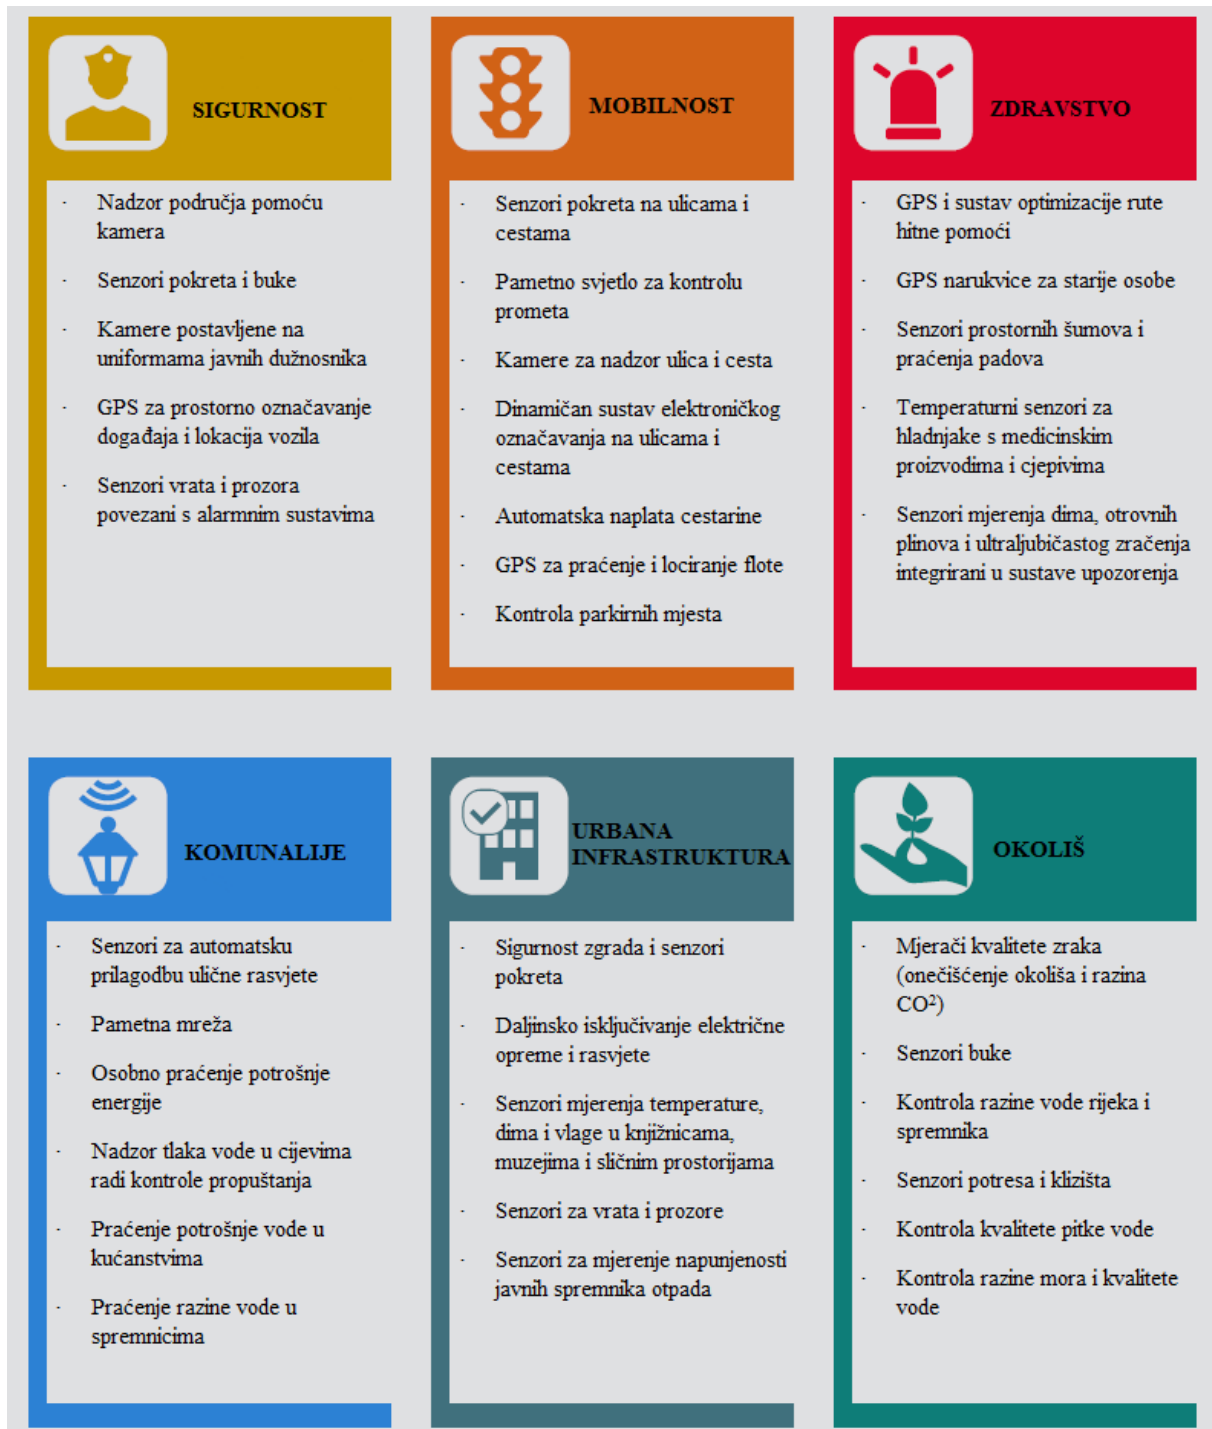 SIGURNOST
· Nadzor područja pomoću
kamera
· Senzori pokreta i buke
· Kamere postavljene na
uniformama javnih dužnosnika
· GPS za prostorno označavanje
događaja i lokacija vozila
· Senzori vrata i prozora
povezani s alarmnim sustavima
MOBILNOST
· Senzori pokreta na ulicama i
cestama
· Pametno svjetlo za kontrolu
prometa
· Kamere za nadzor ulica i cesta
· Dinamičan sustav elektroničkog
označavanja na ulicama i
cestama
· Automatska naplata cestarine
· GPS za praćenje i lociranje flote
· Kontrola parkirnih mjesta
ZDRAVSTVO
· GPS i sustav optimizacije rute
hitne pomoći
· GPS narukvice za starije osobe
· Senzori prostornih šumova i
praćenja padova
· Temperaturni senzori za
hladnjake s medicinskim
proizvodima i cjepivima
· Senzori mjerenja dima, otrovnih
plinova i ultraljubičastog zračenja
integrirani u sustave upozorenja
KOMUNALIJE
· Senzori za automatsku
prilagodbu ulične rasvjete
· Pametna mreža
· Osobno praćenje potrošnje
energije
· Nadzor tlaka vode u cijevima
radi kontrole propuštanja
· Praćenje potrošnje vode u
kućanstvima
· Praćenje razine vode u
spremnicima
URBANA
INFRASTRUKTURA
· Sigurnost zgrada i senzori
pokreta
· Daljinsko isključivanje električne
opreme i rasvjete
· Senzori mjerenja temperature,
dima i vlage u knjižnicama,
muzejima i sličnim prostorijama
· Senzori za vrata i prozore
· Senzori za mjerenje napunjenosti
javnih spremnika otpada
OKOLIŠ
· Mjerači kvalitete zraka
(onečišćenje okoliša i razina
CO²)
· Senzori buke
· Kontrola razine vode rijeka i
spremnika
· Senzori potresa i klizišta
· Kontrola kvalitete pitke vode
· Kontrola razine mora i kvalitete
vode